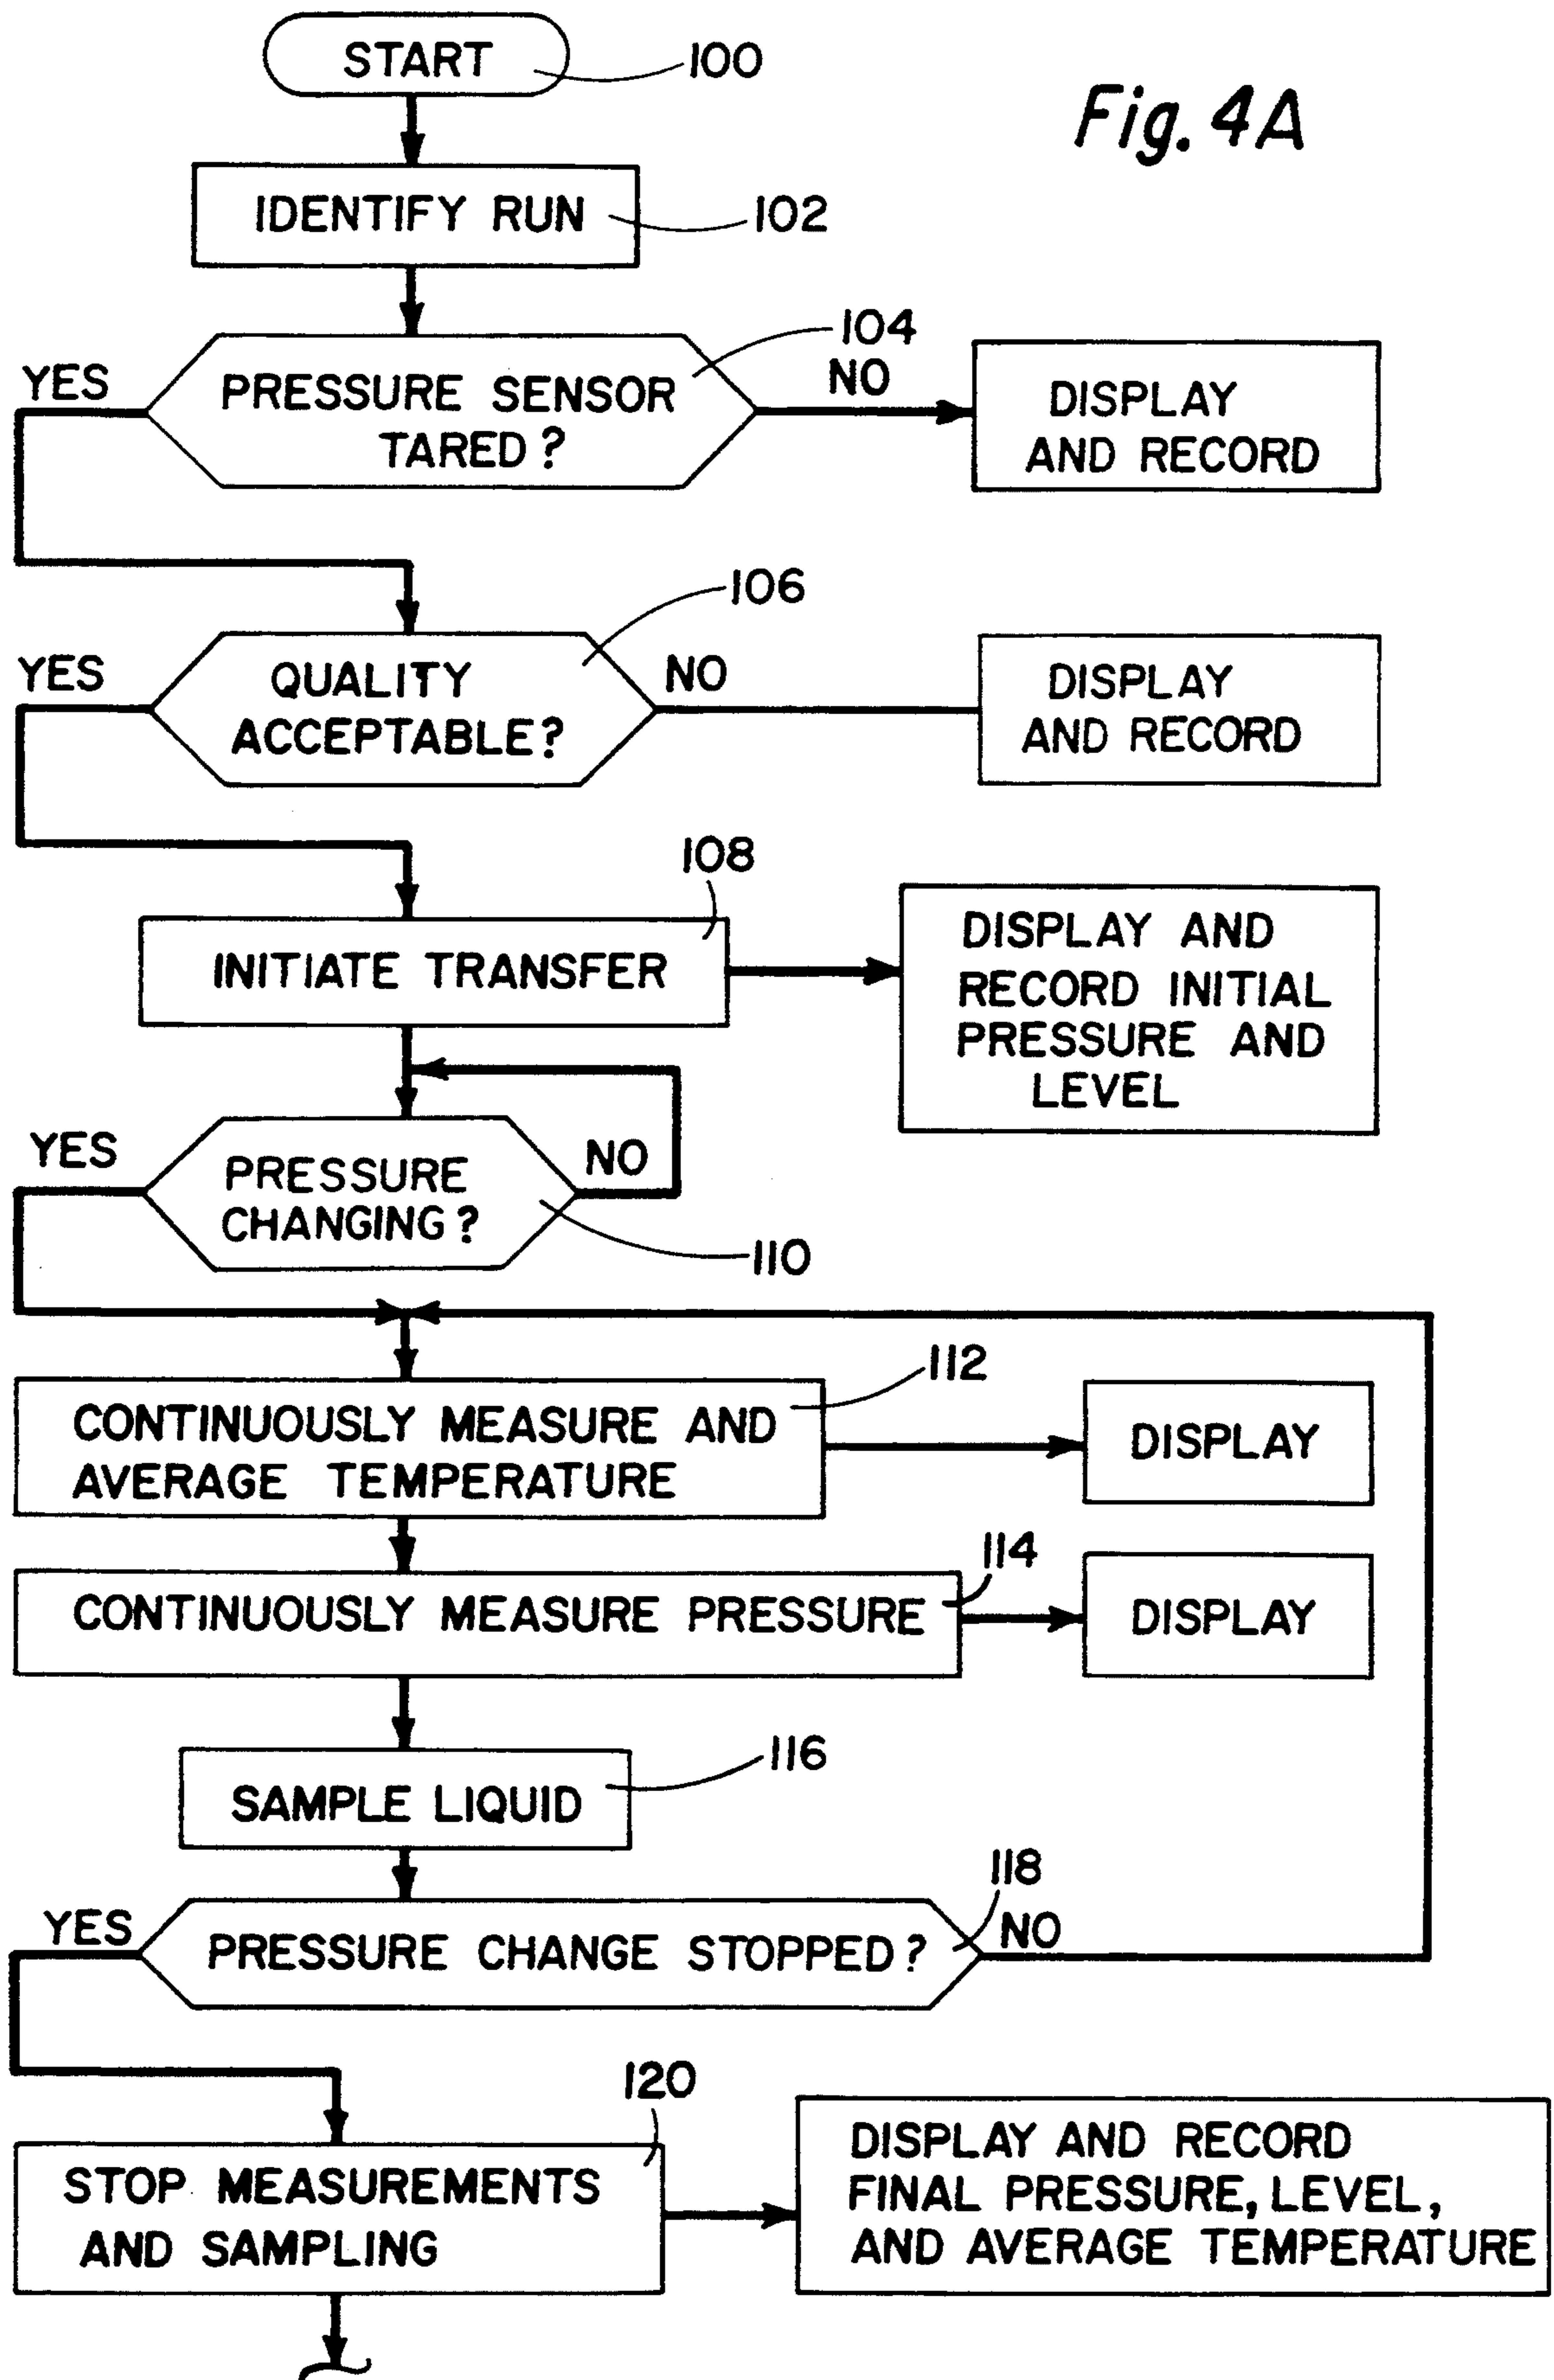 START
100
Fig. 4A
IDENTIFY RUN
102
104
YES
PRESSURE SENSOR
TARED?
NO
DISPLAY
AND RECORD
106
YES
QUALITY
ACCEPTABLE?
NO
DISPLAY
AND RECORD
108
INITIATE TRANSFER
DISPLAY AND
RECORD INITIAL
PRESSURE AND
LEVEL
YES
PRESSURE
CHANGING?
NO
110
112
CONTINUOUSLY MEASURE AND
AVERAGE TEMPERATURE
DISPLAY
114
CONTINUOUSLY MEASURE PRESSURE
DISPLAY
116
SAMPLE LIQUID
118
YES
PRESSURE CHANGE STOPPED?
NO
120
STOP MEASUREMENTS
AND SAMPLING
DISPLAY AND RECORD
FINAL PRESSURE, LEVEL,
AND AVERAGE TEMPERATURE